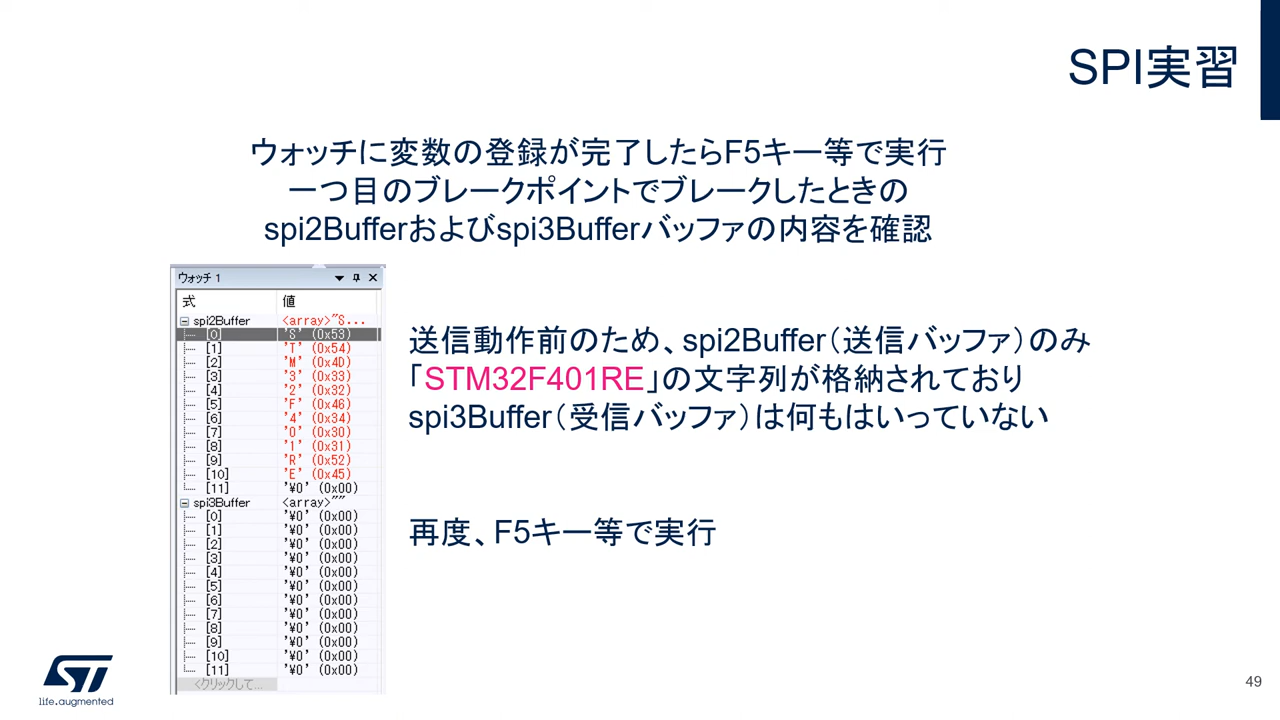 SPI実習
ウォッチに変数の登録が完了したらF5キー等で実行
一つ目のブレークポイントでブレークしたときの
spi2Bufferおよびspi3Bufferバッファの内容を確認
ウォッチ 1
式 値
spi2Buffer <array>"S...
[0] 'S' (0x53)
[1] 'T' (0x54)
[2] 'M' (0x4D)
[3] '3' (0x33)
[4] '2' (0x32)
[5] 'F' (0x46)
[6] '4' (0x34)
[7] '0' (0x30)
[8] '1' (0x31)
[9] 'R' (0x52)
[10] 'E' (0x45)
[11] '¥0' (0x00)
spi3Buffer <array>""
[0] '¥0' (0x00)
[1] '¥0' (0x00)
[2] '¥0' (0x00)
[3] '¥0' (0x00)
[4] '¥0' (0x00)
[5] '¥0' (0x00)
[6] '¥0' (0x00)
[7] '¥0' (0x00)
[8] '¥0' (0x00)
[9] '¥0' (0x00)
[10] '¥0' (0x00)
[11] '¥0' (0x00)
<クリックして...
送信動作前のため、spi2Buffer（送信バッファ）のみ
「STM32F401RE」の文字列が格納されており
spi3Buffer（受信バッファ）は何もはいっていない
再度、F5キー等で実行
ST
life.augmented
49